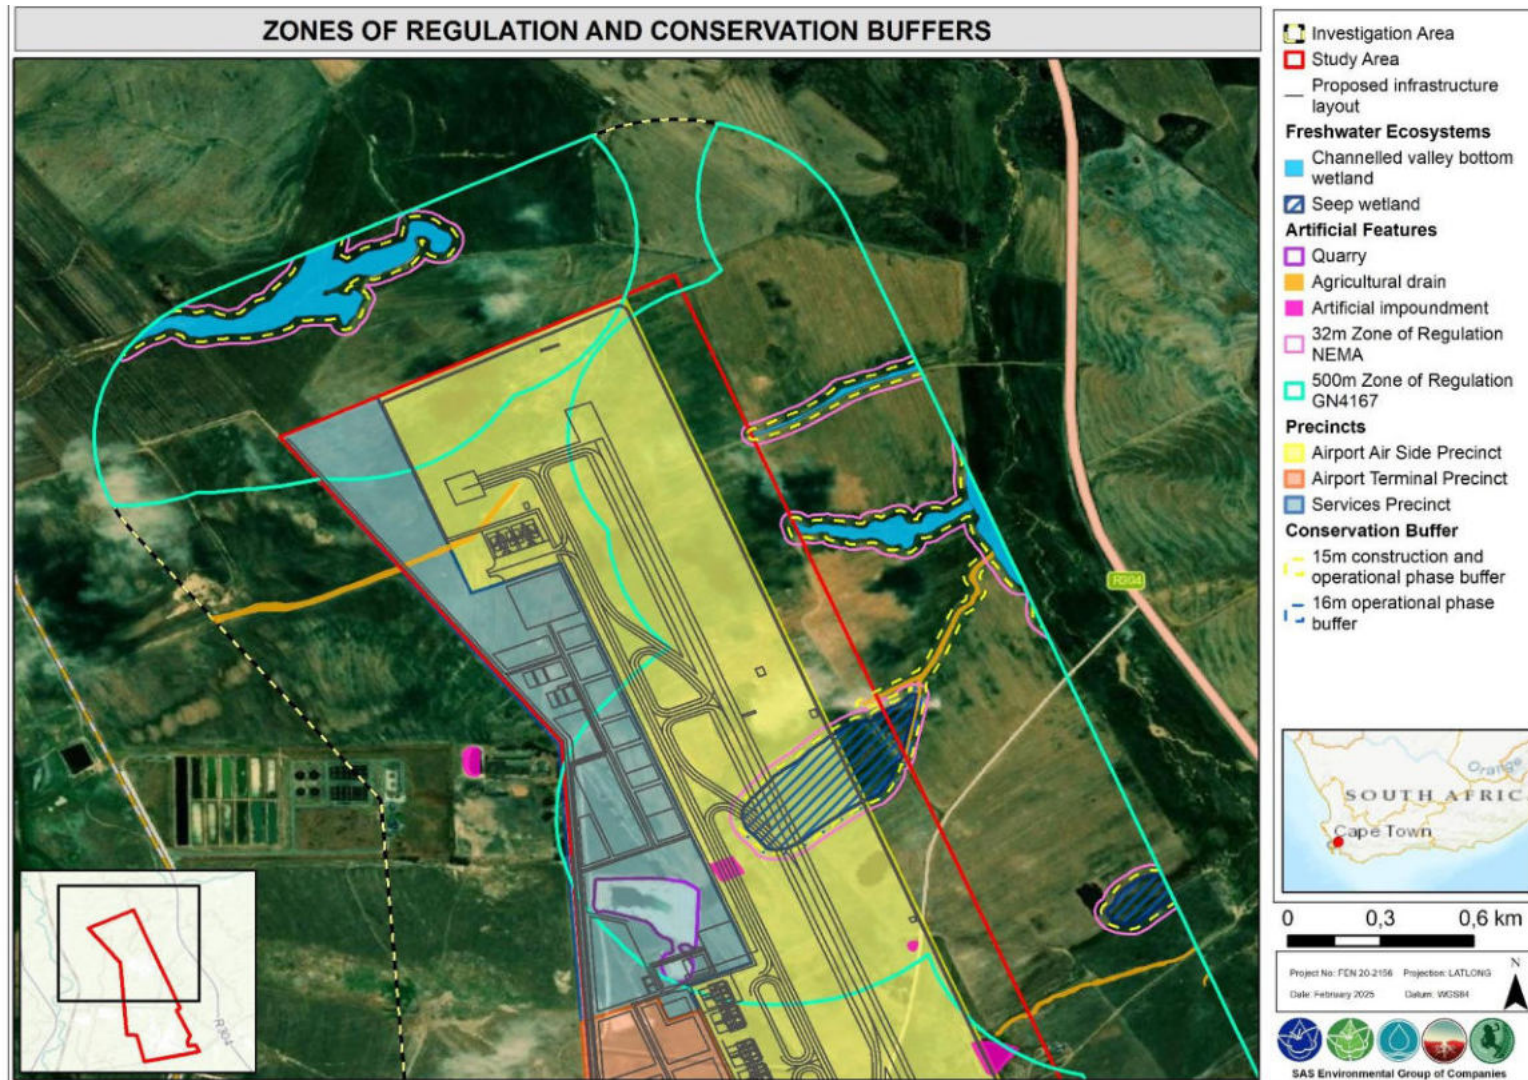 ZONES OF REGULATION AND CONSERVATION BUFFERS
R304
R304
Investigation Area
Study Area
Proposed infrastructure
layout
Freshwater Ecosystems
Channelled valley bottom
wetland
Seep wetland
Artificial Features
Quarry
Agricultural drain
Artificial impoundment
32m Zone of Regulation
NEMA
500m Zone of Regulation
GN4167
Precincts
Airport Air Side Precinct
Airport Terminal Precinct
Services Precinct
Conservation Buffer
15m construction and
operational phase buffer
16m operational phase
buffer
Orange
SOUTH AFRIC
Cape Town
0 0,3 0,6 km
Project No: FEN 20-2156 Projection: LATLONG
Date: February 2025 Datum: WGS84
N
SAS Environmental Group of Companies